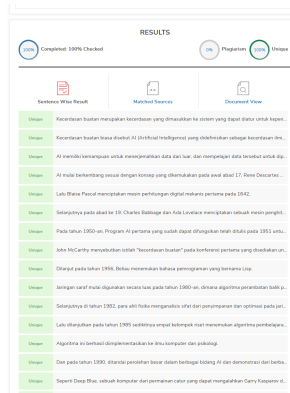 RESULTS
100% Completed: 100% Checked
0% Plagiarism 100% Unique
Sentence Wise Result Matched Sources Document View
Unique Kecerdasan buatan merupakan kecerdasan yang dimasukkan ke sistem yang dapat diatur untuk kepen...
Unique Kecerdasan buatan biasa disebut AI (Artificial Intelligence) yang didefinisikan sebagai kecerdasan ilmi...
Unique AI memiliki kemampuan untuk menerjemahkan data dari luar, dan mempelajari data tersebut untuk dip...
Unique AI mulai berkembang sesuai dengan konsep yang dikemukakan pada awal abad 17, Rene Descartes ...
Unique Lalu Blaise Pascal menciptakan mesin perhitungan digital mekanis pertama pada 1642.
Unique Selanjutnya pada abad ke 19, Charles Babbage dan Ada Lovelace menciptakan sebuah mesin penghit...
Unique Pada tahun 1950-an, Program AI pertama yang sudah dapat difungsikan telah ditulis pada 1951 untu...
Unique John McCarthy menyebutkan istilah "kecerdasan buatan" pada konferensi pertama yang disediakan un...
Unique Dilanjut pada tahun 1958, Beliau menemukan bahasa pemrograman yang bernama Lisp.
Unique Jaringan saraf mulai digunakan secara luas pada tahun 1980-an, dimana algoritma perambatan balik p...
Unique Selanjutnya di tahun 1982, para ahli fisika menganalisis sifat dari penyimpanan dan optimasi pada jari...
Unique Lalu dilanjutkan pada tahun 1985 sedikitnya empat kelompok riset menemukan algoritma pembelajara...
Unique Algoritma ini berhasil diimplementasikan ke ilmu komputer dan psikologi.
Unique Dan pada tahun 1990, ditandai perolehan besar dalam berbagai bidang AI dan demonstrasi dari berba...
Unique Seperti Deep Blue, sebuah komputer dari permainan catur yang dapat mengalahkan Garry Kasparov d...